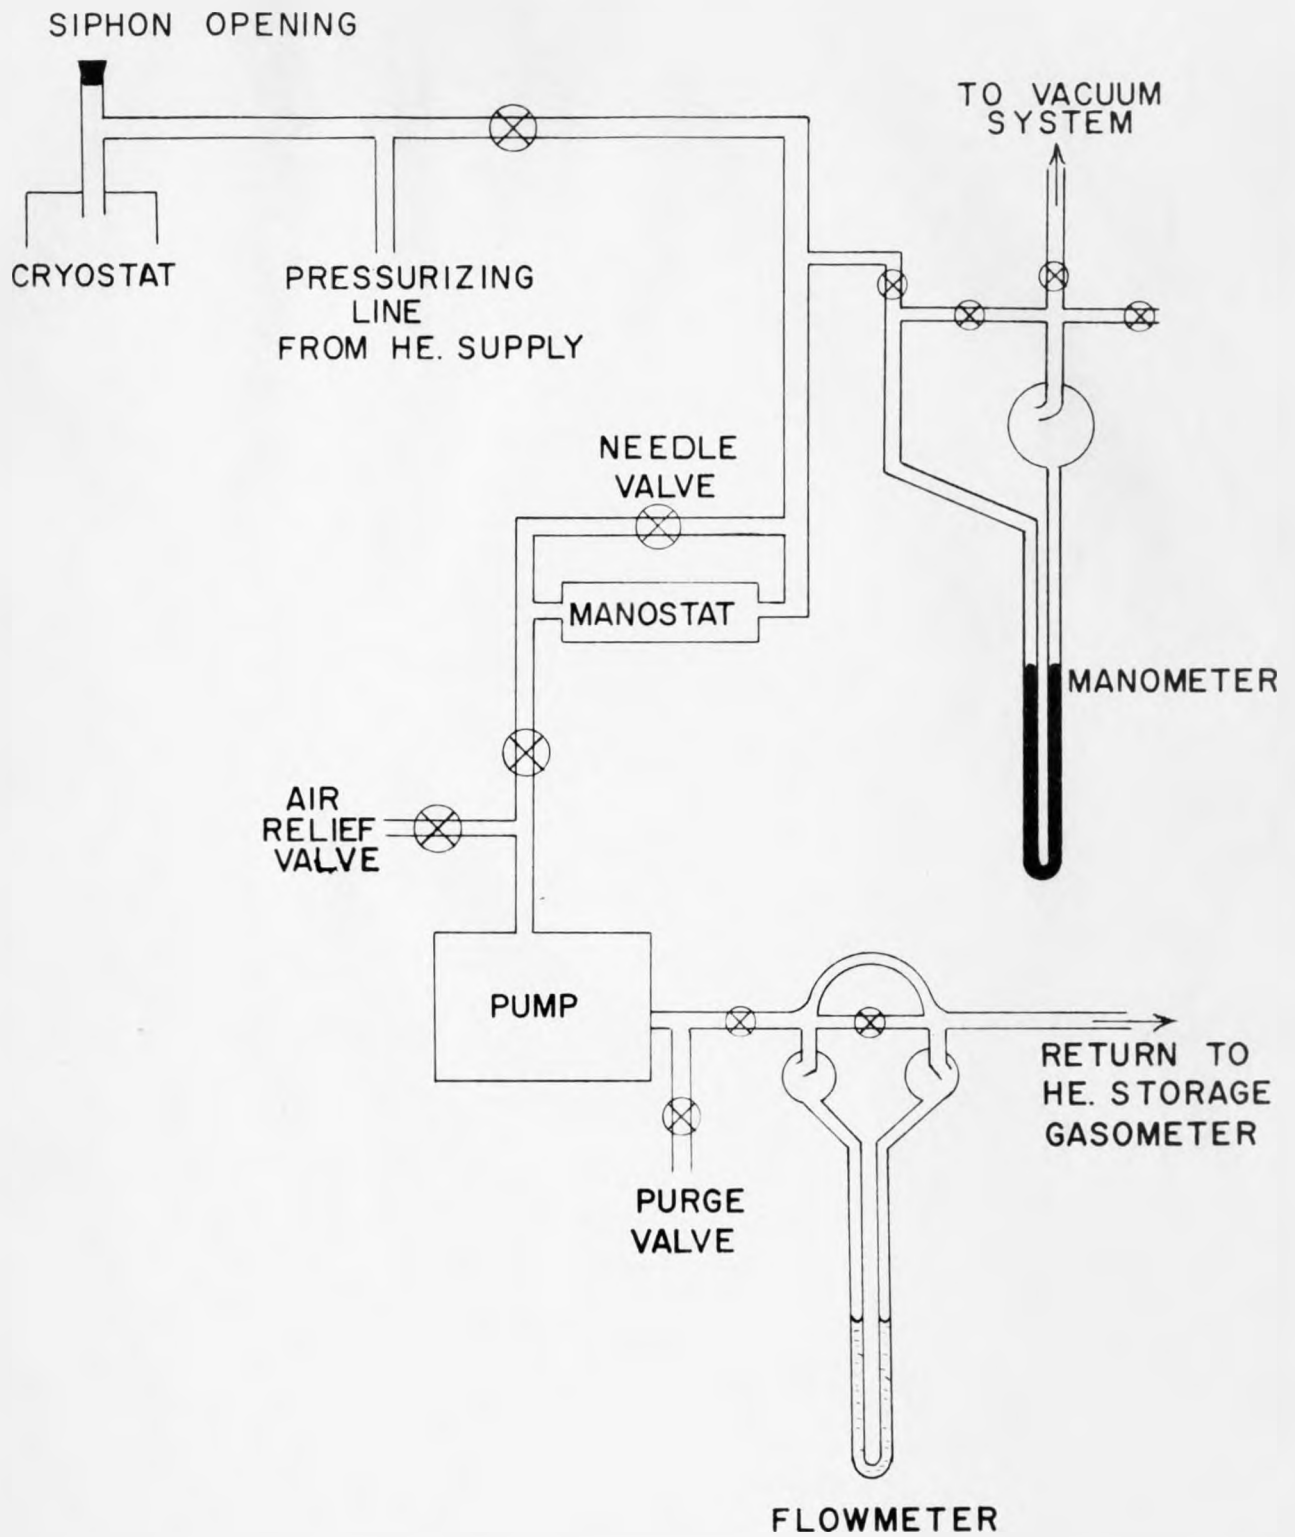 SIPHON OPENING
TO VACUUM
SYSTEM
CRYOSTAT
PRESSURIZING
LINE
FROM HE. SUPPLY
NEEDLE
VALVE
MANOSTAT
MANOMETER
AIR
RELIEF
VALVE
PUMP
RETURN TO
HE. STORAGE
GASOMETER
PURGE
VALVE
FLOWMETER